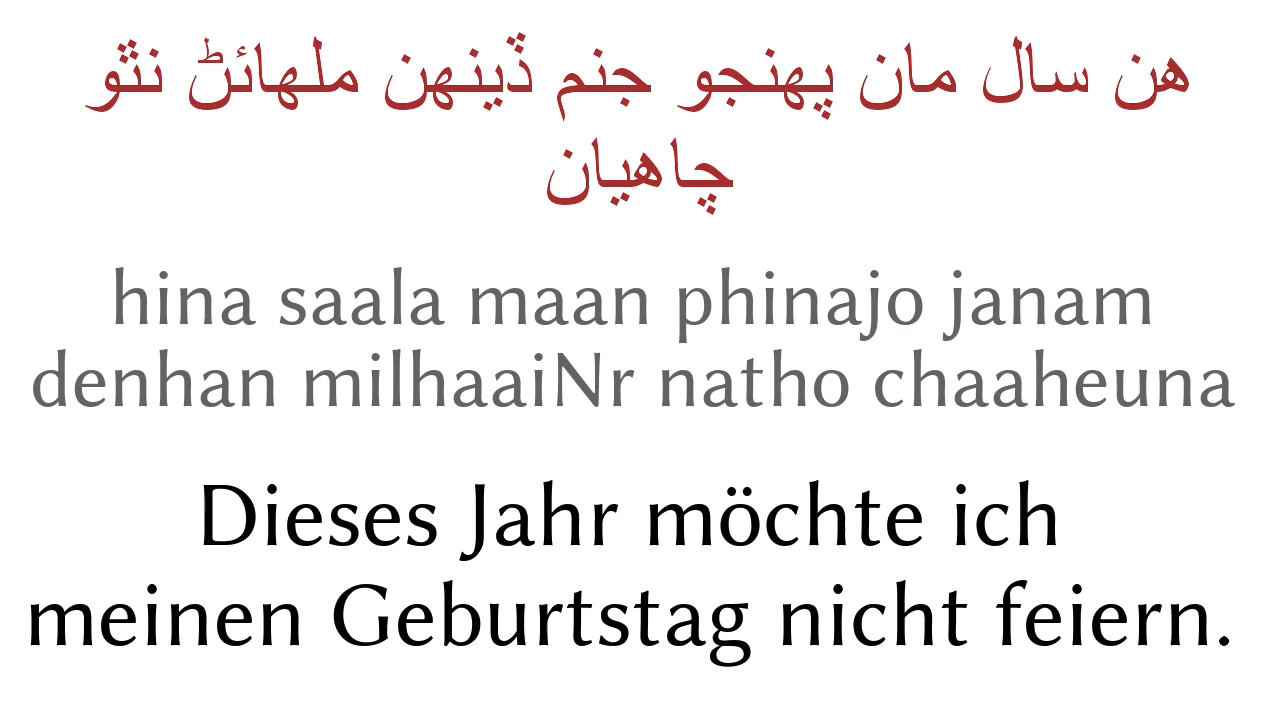 هن سال مان پهنجو جنم ڏينهن ملهائڻ نٿو
چاهيان
hina saala maan phinajo janam
denhan milhaaiNr natho chaaheuna
Dieses Jahr möchte ich
meinen Geburtstag nicht feiern.